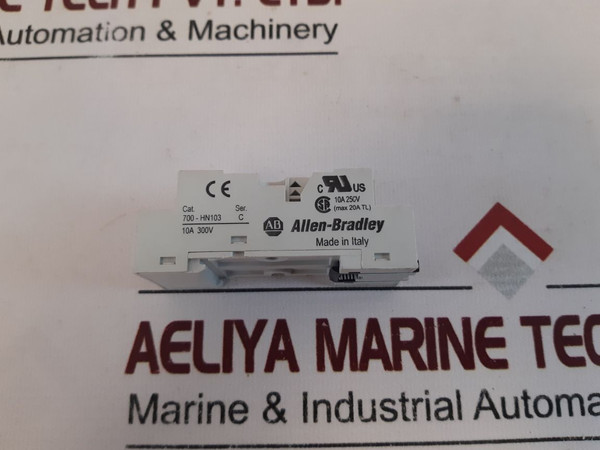 Automation & Machinery
CE
Cat. Ser.
700 - HN103 C
10A 300V
C UR US
10A 250V
(max 20A TL)
AB Allen-Bradley
Made in Italy
AELIYA MARINE TEC
Marine & Industrial Automa